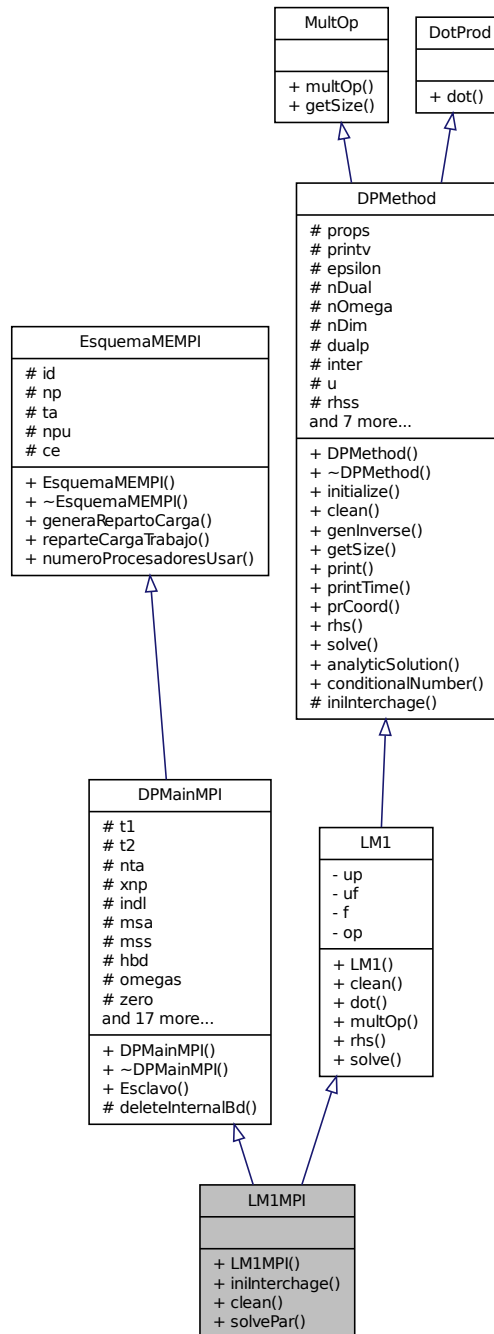 MultOp
+ multOp()
+ getSize()
DotProd
+ dot()
DPMethod
# props
# printv
# epsilon
# nDual
# nOmega
# nDim
# dualp
# inter
# u
# rhss
and 7 more...
+ DPMethod()
+ ~DPMethod()
+ initialize()
+ clean()
+ genInverse()
+ getSize()
+ print()
+ printTime()
+ prCoord()
+ rhs()
+ solve()
+ analyticSolution()
+ conditionalNumber()
# iniInterchage()
EsquemaMEMPI
# id
# np
# ta
# npu
# ce
+ EsquemaMEMPI()
+ ~EsquemaMEMPI()
+ generaRepartoCarga()
+ reparteCargaTrabajo()
+ numeroProcesadoresUsar()
DPMainMPI
# t1
# t2
# nta
# xnp
# indl
# msa
# mss
# hbd
# omegas
# zero
and 17 more...
+ DPMainMPI()
+ ~DPMainMPI()
+ Esclavo()
# deleteInternalBd()
LM1
- up
- uf
- f
- op
+ LM1()
+ clean()
+ dot()
+ multOp()
+ rhs()
+ solve()
LM1MPI
+ LM1MPI()
+ iniInterchage()
+ clean()
+ solvePar()